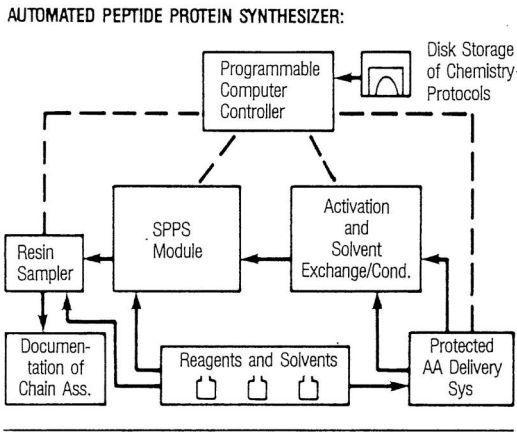 AUTOMATED PEPTIDE PROTEIN SYNTHESIZER:
Disk Storage
of Chemistry
Protocols
Programmable
Computer
Controller
SPPS
Module
Activation
and
Solvent
Exchange/Cond.
Resin
Sampler
Documen-
tation of
Chain Ass.
Reagents and Solvents
Protected
AA Delivery
Sys